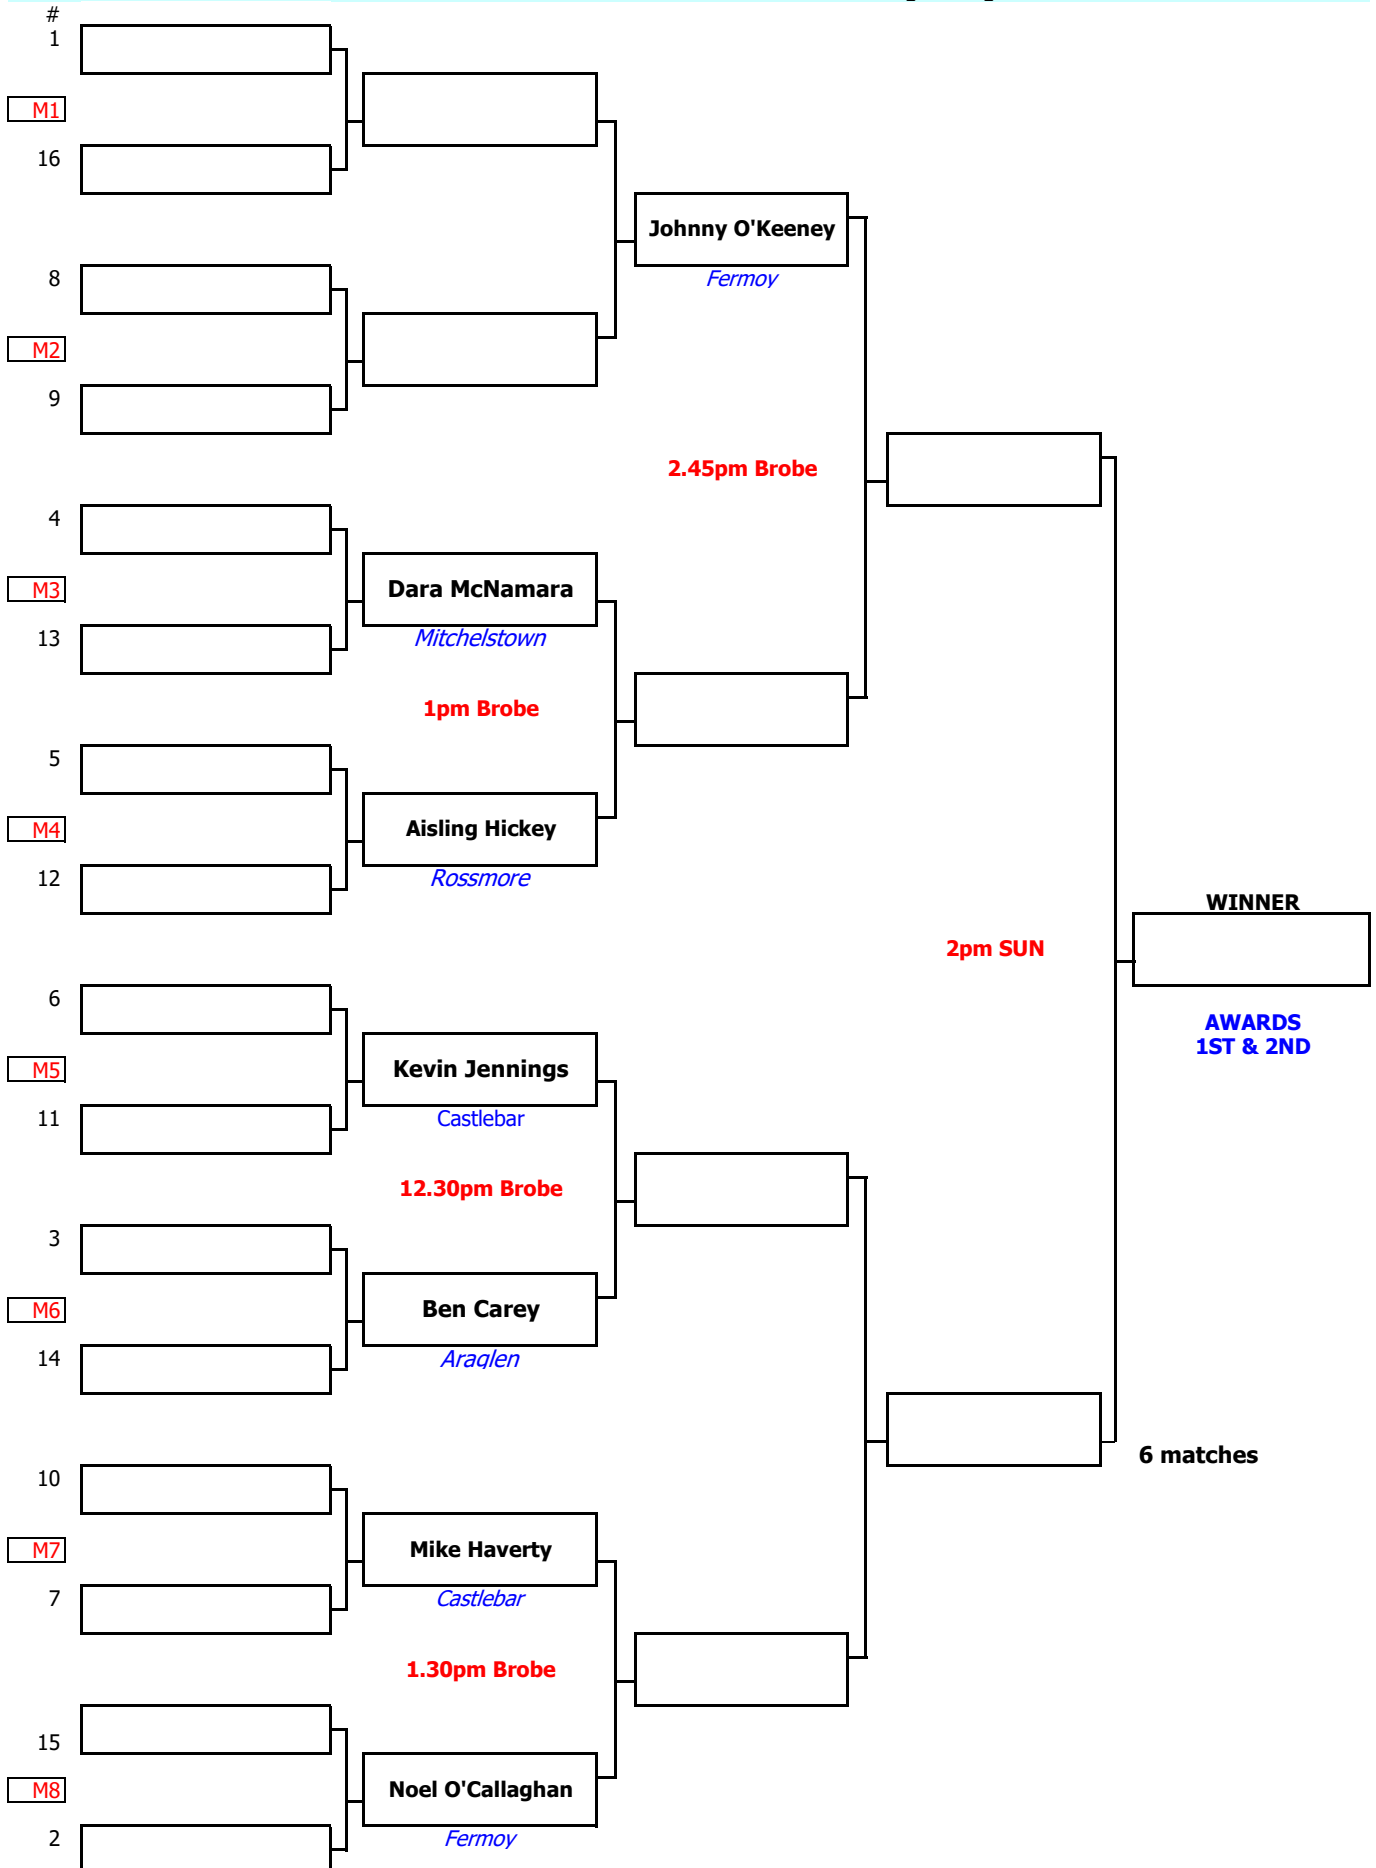 #
1
M1
16
Johnny O'Keeney
8
Fermoy
M2
9
2.45pm Brobe
4
M3
Dara McNamara
13
Mitchelstown
1pm Brobe
5
M4
Aisling Hickey
12
Rossmore
WINNER
2pm SUN
6
AWARDS
1ST & 2ND
M5
Kevin Jennings
11
Castlebar
12.30pm Brobe
3
M6
Ben Carey
14
Araglen
6 matches
10
M7
Mike Haverty
7
Castlebar
1.30pm Brobe
15
M8
Noel O'Callaghan
2
Fermoy